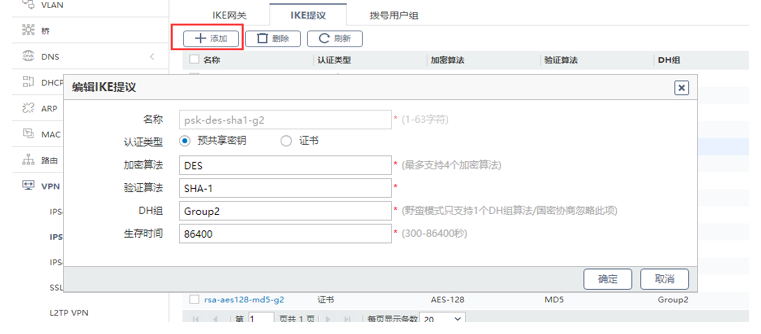 VLAN
IKE网关 IKE提议 拨号用户组
桥
添加 删除 刷新
DNS
名称 认证类型 加密算法 验证算法 DH组
DHCP
编辑IKE提议
ARP
名称 psk-des-sha1-g2 * (1-63字符)
MAC
认证类型 预共享密钥 证书
路由
加密算法 DES * (最多支持4个加密算法)
VPN
验证算法 SHA-1 *
IPS
DH组 Group2 * (野蛮模式只支持1个DH组算法/国密协商忽略此项)
IPS
生存时间 86400 * (300-86400秒)
IPS
确定 取消
SSL
rsa-aes128-md5-g2 证书 AES-128 MD5 Group2
L2TP VPN
第 1 页共 1 页 每页显示条数 20